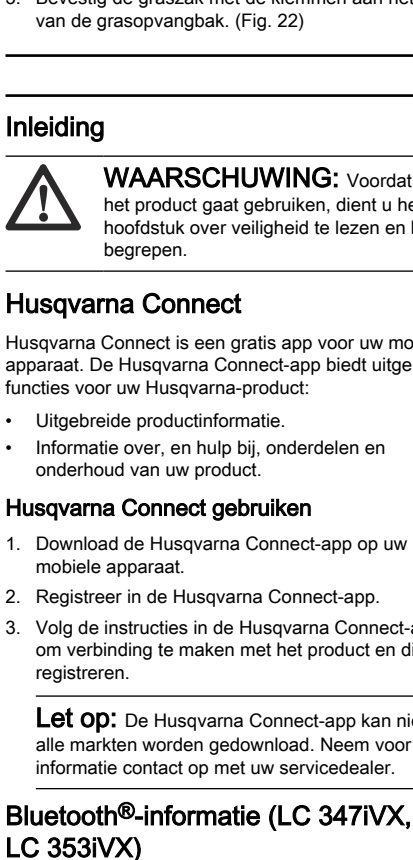 van de grasopvangbak. (Fig. 22)
Inleiding
WAARSCHUWING: Voordat
het product gaat gebruiken, dient u
hoofdstuk over veiligheid te lezen en
begrepen.
Husqvarna Connect
Husqvarna Connect is een gratis app voor uw
apparaat. De Husqvarna Connect-app biedt
functies voor uw Husqvarna-product:
• Uitgebreide productinformatie.
• Informatie over, en hulp bij, onderdelen en
onderhoud van uw product.
Husqvarna Connect gebruiken
1. Download de Husqvarna Connect-app op uw
mobiele apparaat.
2. Registreer in de Husqvarna Connect-app.
3. Volg de instructies in de Husqvarna
om verbinding te maken met het product en
registreren.
Let op: De Husqvarna Connect-app kan
alle markten worden gedownload. Neem voor
informatie contact op met uw servicedealer.
Bluetooth®-informatie (LC 347iVX,
LC 353iVX)